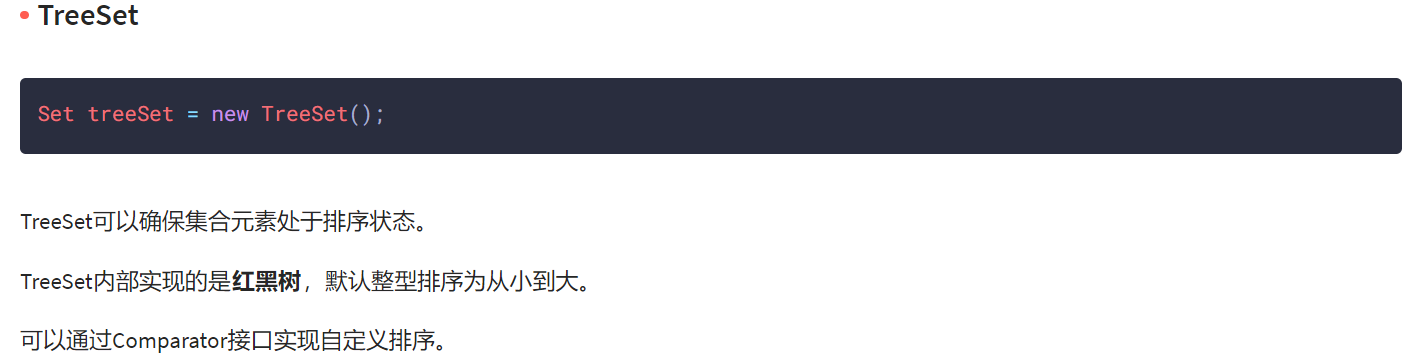 TreeSet
Set treeSet = new TreeSet();
TreeSet可以确保集合元素处于排序状态。
TreeSet内部实现的是红黑树，默认整型排序为从小到大。
可以通过Comparator接口实现自定义排序。